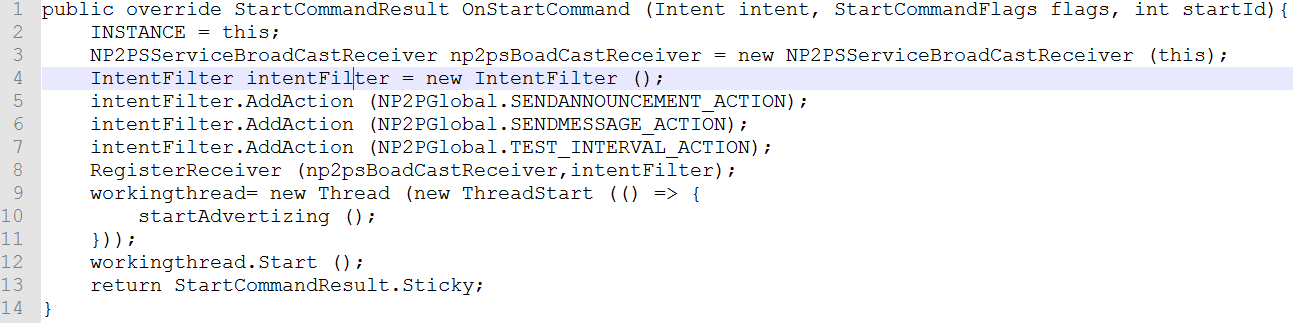 1 public override StartCommandResult OnStartCommand (Intent intent, StartCommandFlags flags, int startId){
2     INSTANCE = this;
3     NP2PSServiceBroadCastReceiver np2psBoadCastReceiver = new NP2PSServiceBroadCastReceiver (this);
4     IntentFilter intentFilter = new IntentFilter ();
5     intentFilter.AddAction (NP2PGlobal.SENDANNOUNCEMENT_ACTION);
6     intentFilter.AddAction (NP2PGlobal.SENDMESSAGE_ACTION);
7     intentFilter.AddAction (NP2PGlobal.TEST_INTERVAL_ACTION);
8     RegisterReceiver (np2psBoadCastReceiver,intentFilter);
9     workingthread= new Thread (new ThreadStart (() => {
10         startAdvertizing ();
11     }));
12     workingthread.Start ();
13     return StartCommandResult.Sticky;
14 }